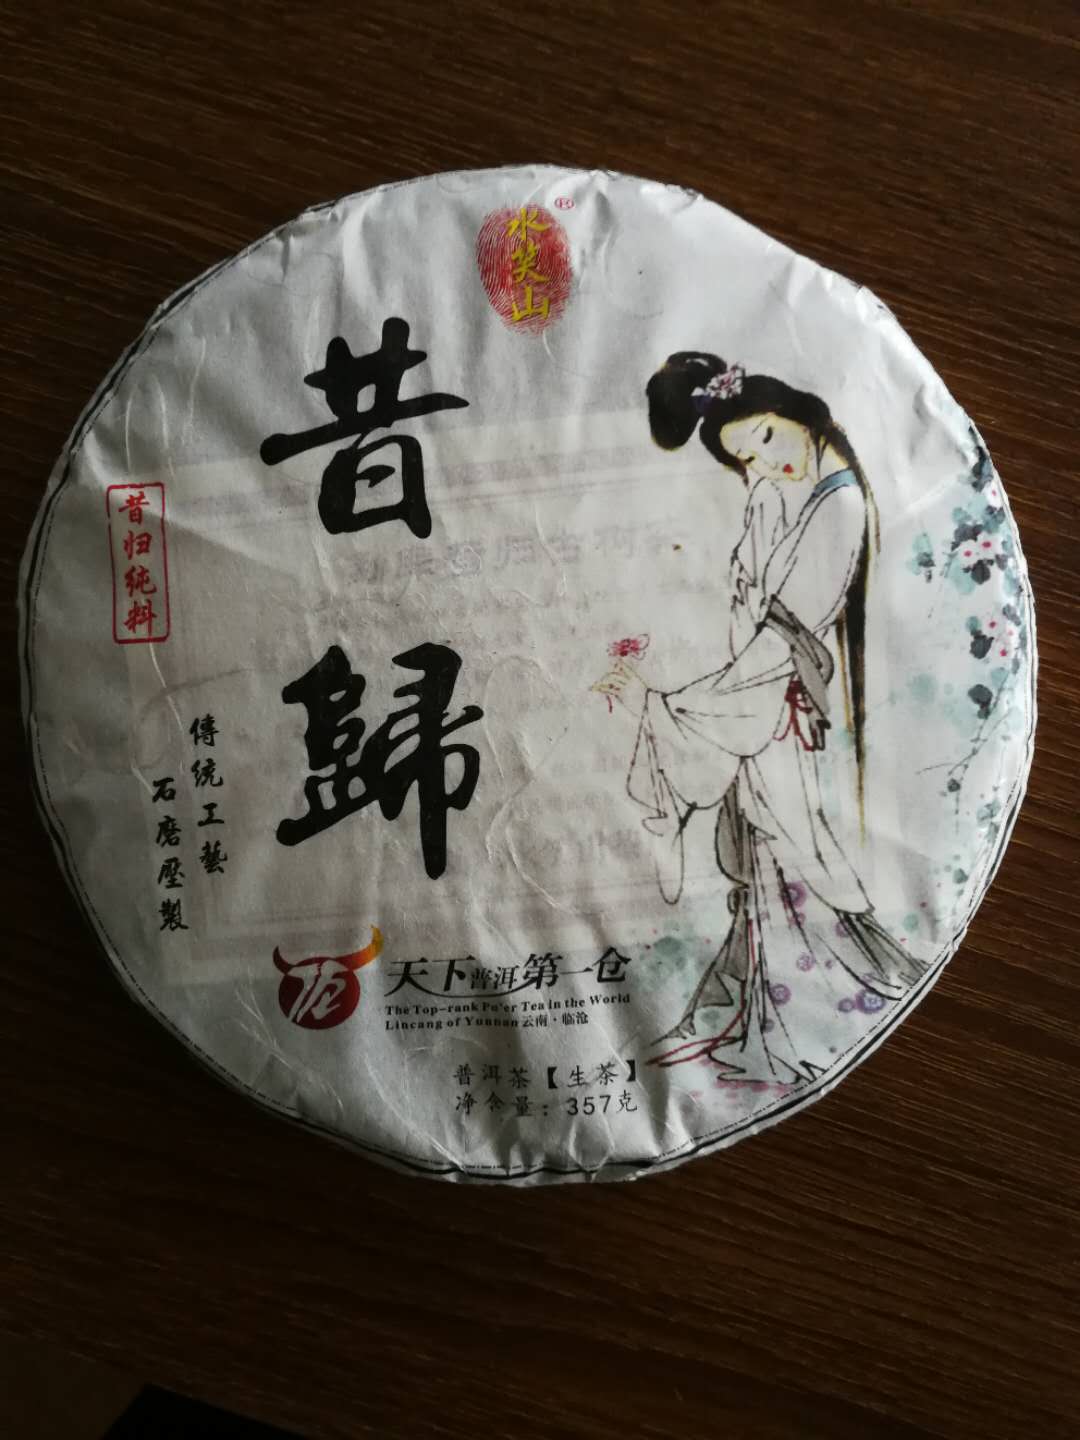 水笑山
®
昔歸
昔归纯料
傳統工藝
石磨壓製
天下普洱第一仓
The Top-rank Pu'er Tea in the World
Lincang of Yunnan 云南·临沧
普洱茶【生茶】
净含量：357克